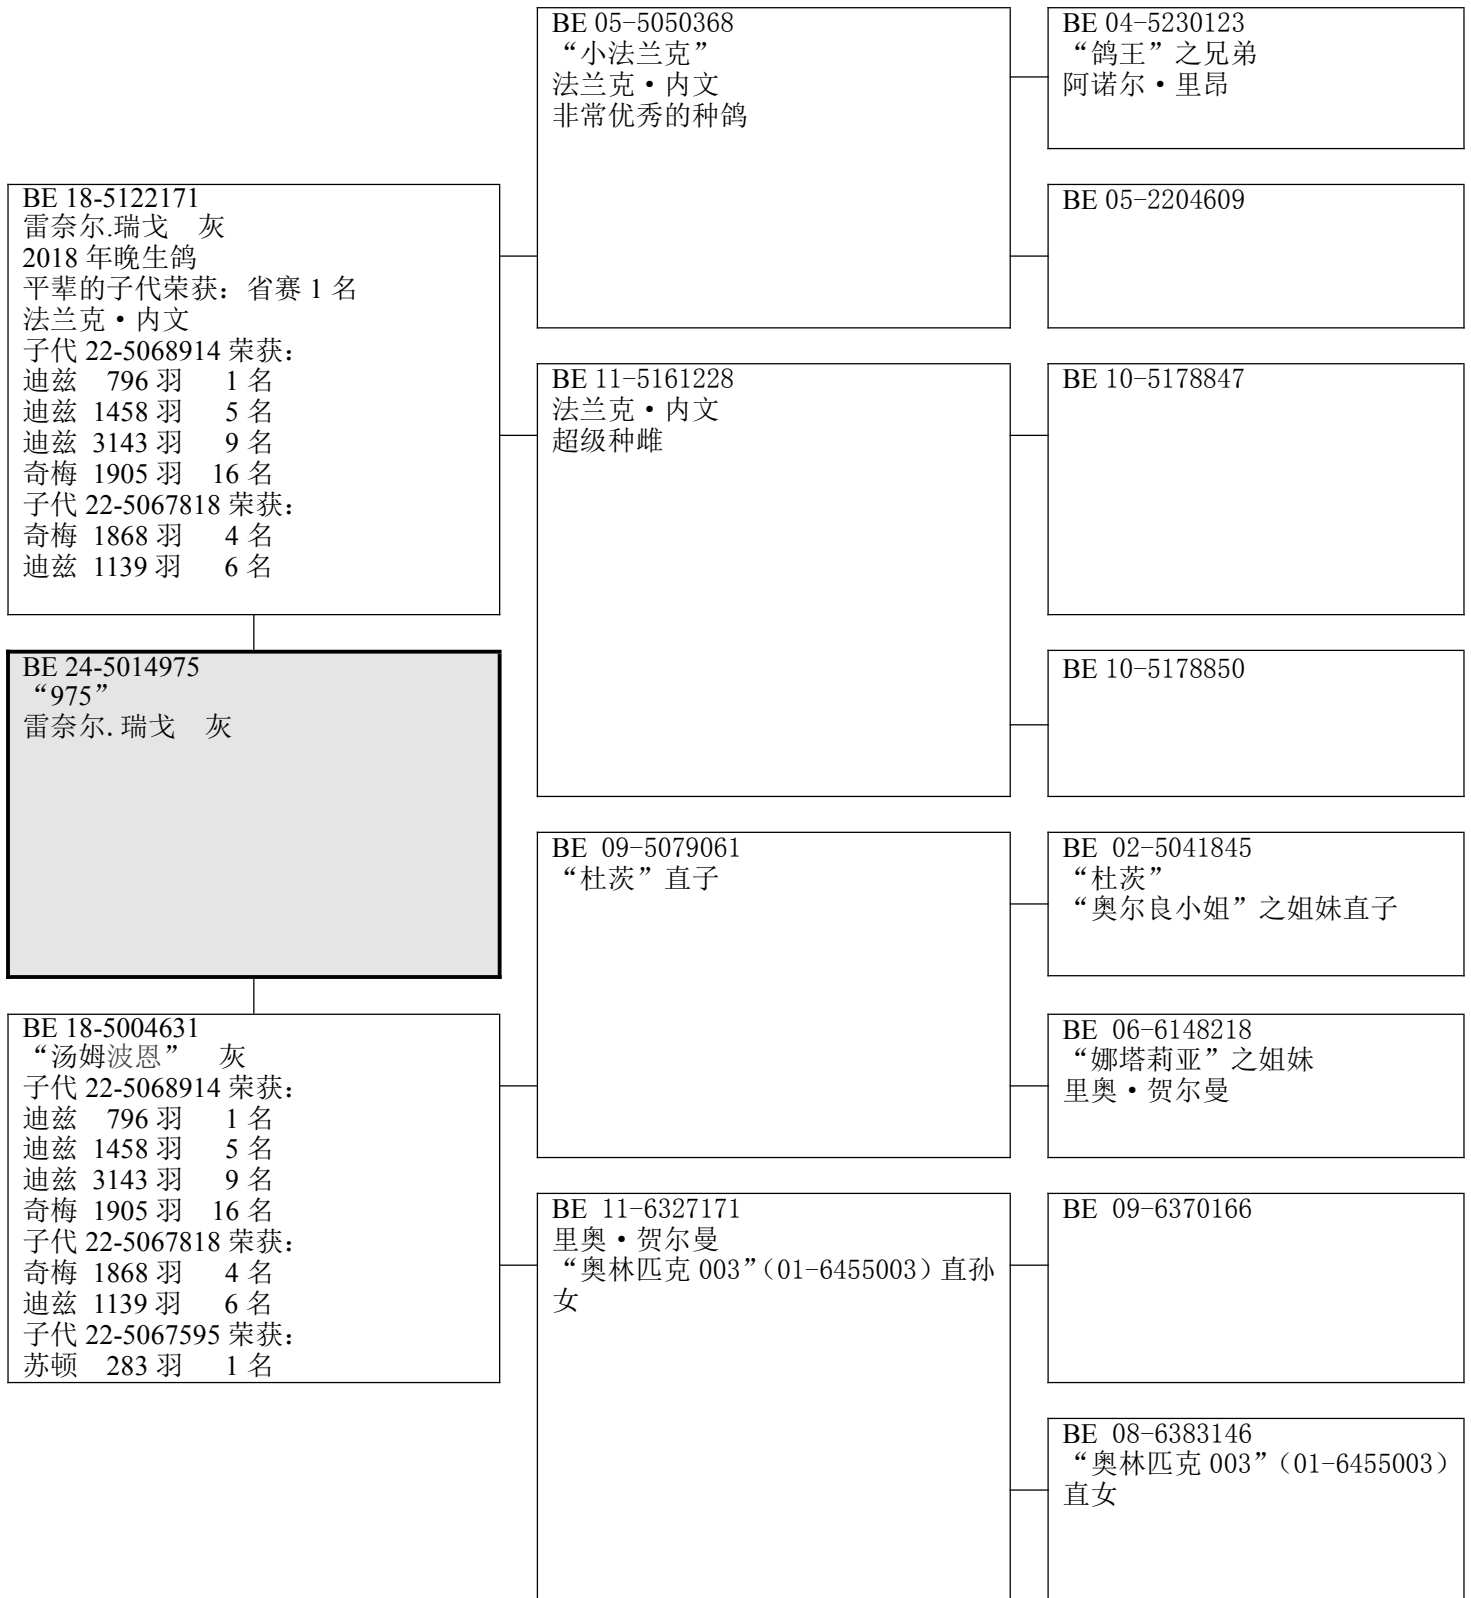 BE 05-5050368
“小法兰克”
法兰克·内文
非常优秀的种鸽
BE 04-5230123
“鸽王”之兄弟
阿诺尔·里昂
BE 18-5122171
雷奈尔.瑞戈 灰
2018 年晚生鸽
平辈的子代荣获：省赛 1 名
法兰克·内文
子代 22-5068914 荣获：
迪兹 796 羽 1 名
迪兹 1458 羽 5 名
迪兹 3143 羽 9 名
奇梅 1905 羽 16 名
子代 22-5067818 荣获：
奇梅 1868 羽 4 名
迪兹 1139 羽 6 名
BE 05-2204609
BE 11-5161228
法兰克·内文
超级种雌
BE 10-5178847
BE 24-5014975
“975”
雷奈尔.瑞戈 灰
BE 10-5178850
BE 09-5079061
“杜茨”直子
BE 02-5041845
“杜茨”
“奥尔良小姐”之姐妹直子
BE 18-5004631
“汤姆波恩” 灰
子代 22-5068914 荣获：
迪兹 796 羽 1 名
迪兹 1458 羽 5 名
迪兹 3143 羽 9 名
奇梅 1905 羽 16 名
子代 22-5067818 荣获：
奇梅 1868 羽 4 名
迪兹 1139 羽 6 名
子代 22-5067595 荣获：
苏顿 283 羽 1 名
BE 06-6148218
“娜塔莉亚”之姐妹
里奥·贺尔曼
BE 11-6327171
里奥·贺尔曼
“奥林匹克 003”（01-6455003）直孙
女
BE 09-6370166
BE 08-6383146
“奥林匹克 003”（01-6455003）
直女